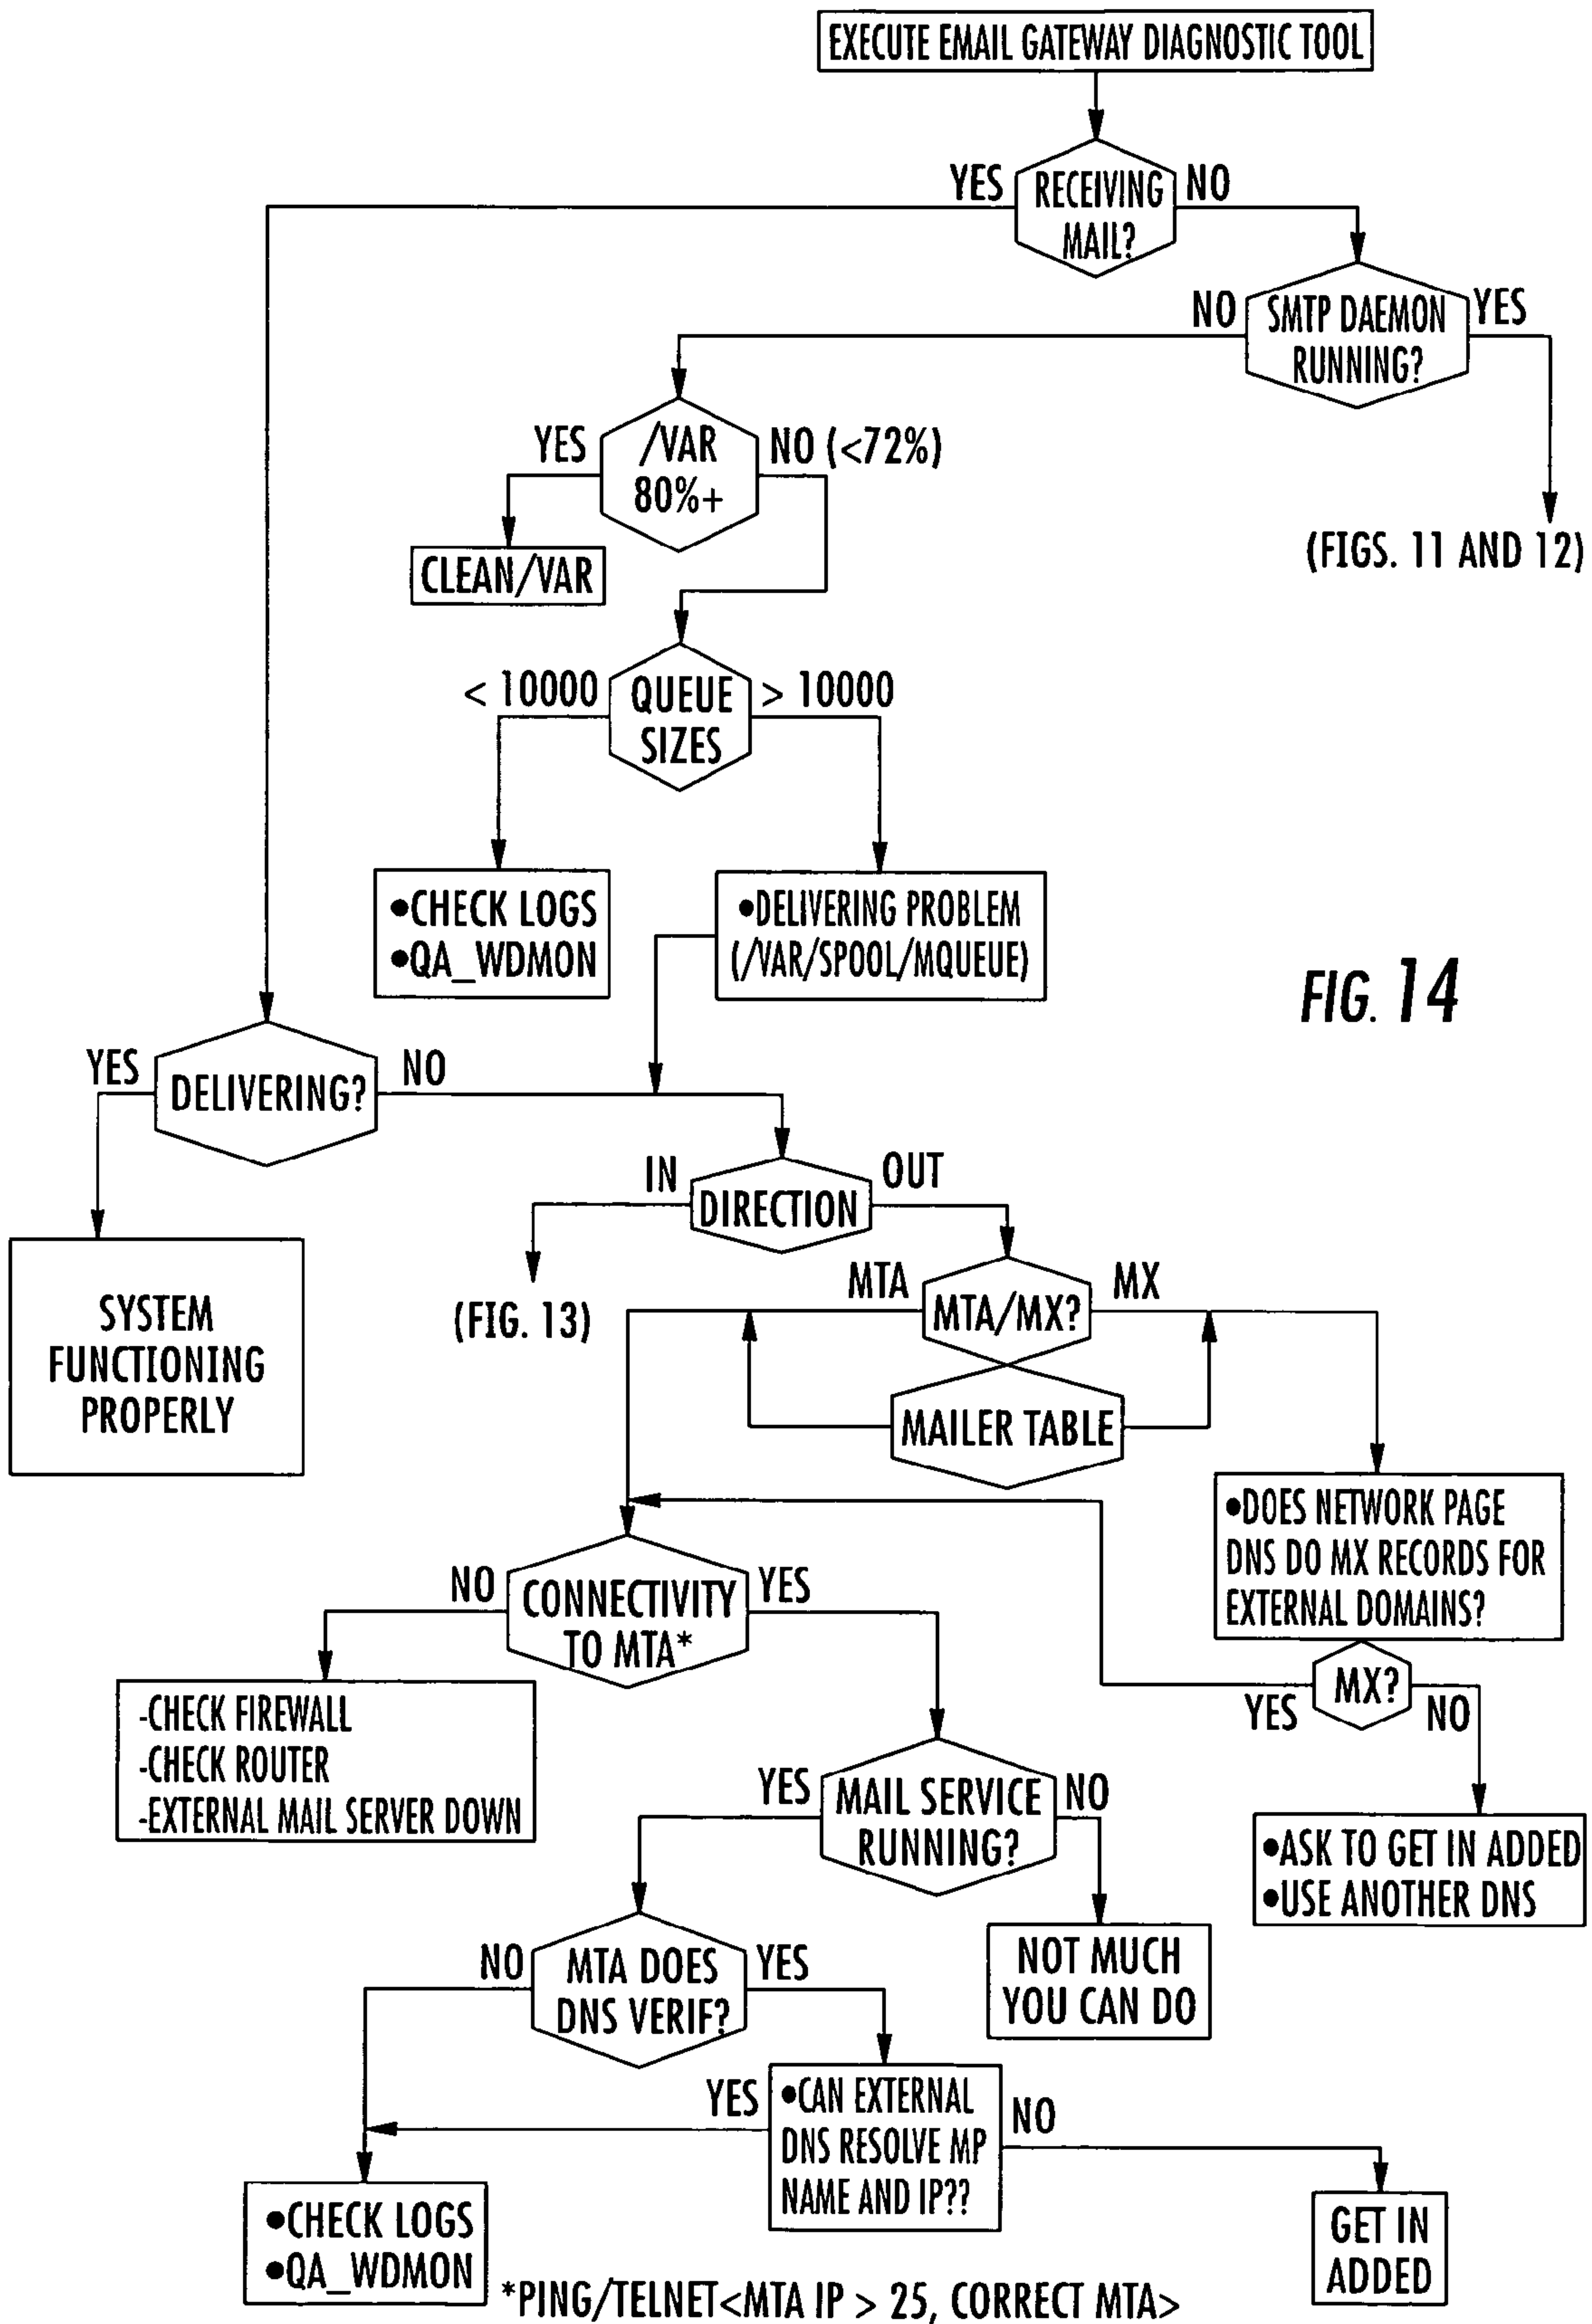 EXECUTE EMAIL GATEWAY DIAGNOSTIC TOOL
YES
RECEIVING
MAIL?
NO
NO
SMTP DAEMON
RUNNING?
YES
YES
/VAR
80%+
NO (<72%)
(FIGS. 11 AND 12)
CLEAN/VAR
< 10000
QUEUE
SIZES
> 10000
●CHECK LOGS
●QA_WDMON
●DELIVERING PROBLEM
(/VAR/SPOOL/MQUEUE)
FIG. 14
YES
DELIVERING?
NO
IN
DIRECTION
OUT
SYSTEM
FUNCTIONING
PROPERLY
(FIG. 13)
MTA
MTA/MX?
MX
MAILER TABLE
●DOES NETWORK PAGE
DNS DO MX RECORDS FOR
EXTERNAL DOMAINS?
NO
CONNECTIVITY
TO MTA*
YES
YES
MX?
NO
-CHECK FIREWALL
-CHECK ROUTER
-EXTERNAL MAIL SERVER DOWN
YES
MAIL SERVICE
RUNNING?
NO
●ASK TO GET IN ADDED
●USE ANOTHER DNS
NO
MTA DOES
DNS VERIF?
YES
NOT MUCH
YOU CAN DO
YES
●CAN EXTERNAL
DNS RESOLVE MP
NAME AND IP??
NO
●CHECK LOGS
●QA_WDMON
GET IN
ADDED
*PING/TELNET<MTA IP > 25, CORRECT MTA>